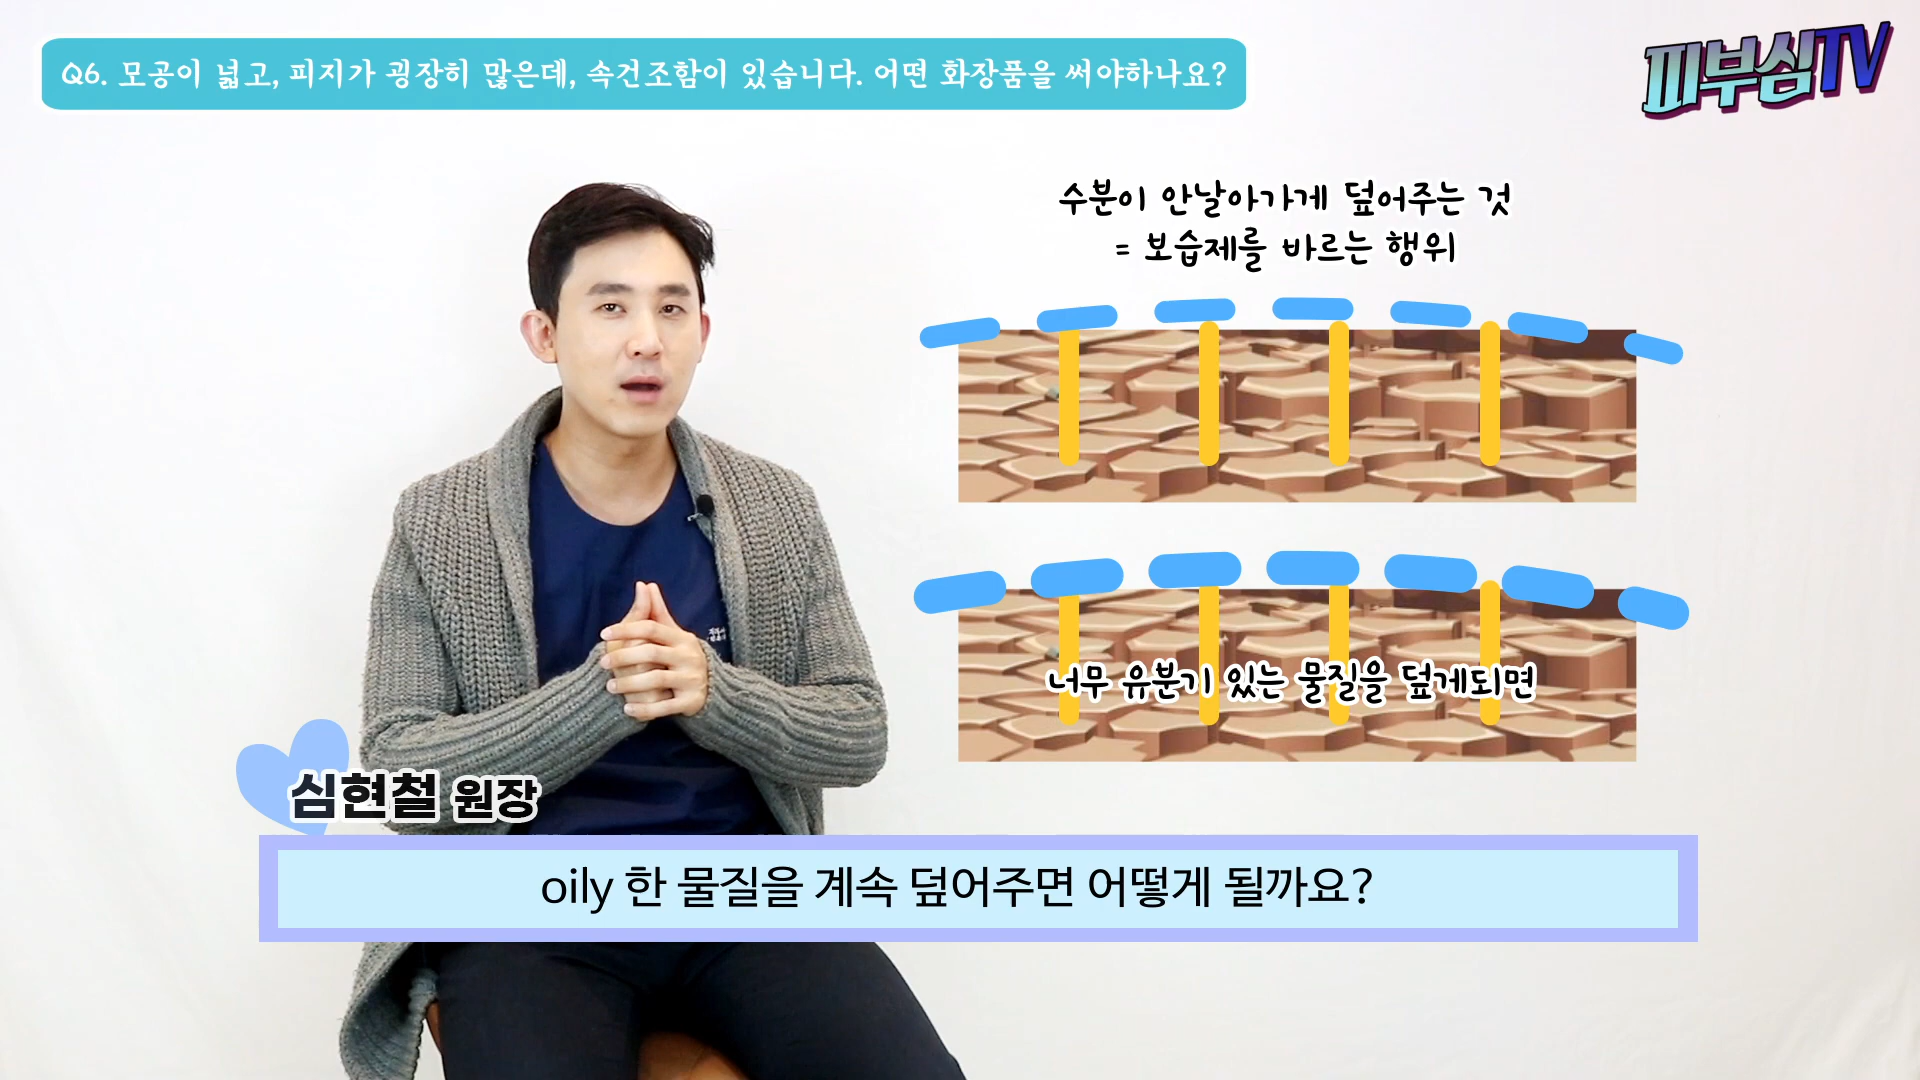 Q6. 모공이 넓고, 피지가 굉장히 많은데, 속건조함이 있습니다. 어떤 화장품을 써야하나요?
피부심TV
수분이 안날아가게 덮어주는 것
= 보습제를 바르는 행위
너무 유분기 있는 물질을 덮게되면
심현철 원장
oily 한 물질을 계속 덮어주면 어떻게 될까요?